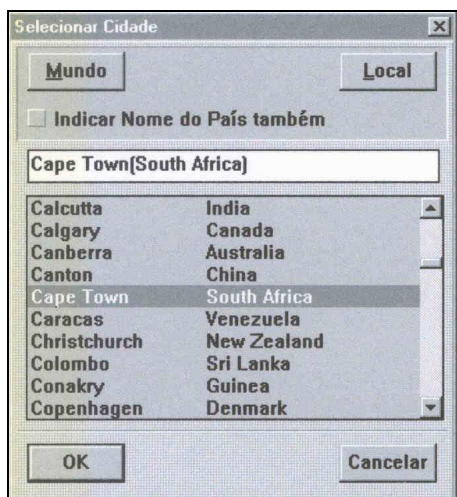 Selecionar Cidade
Mundo Local
Indicar Nome do País também
Cape Town(South Africa)
Calcutta India
Calgary Canada
Canberra Australia
Canton China
Cape Town South Africa
Caracas Venezuela
Christchurch New Zealand
Colombo Sri Lanka
Conakry Guinea
Copenhagen Denmark
OK Cancelar